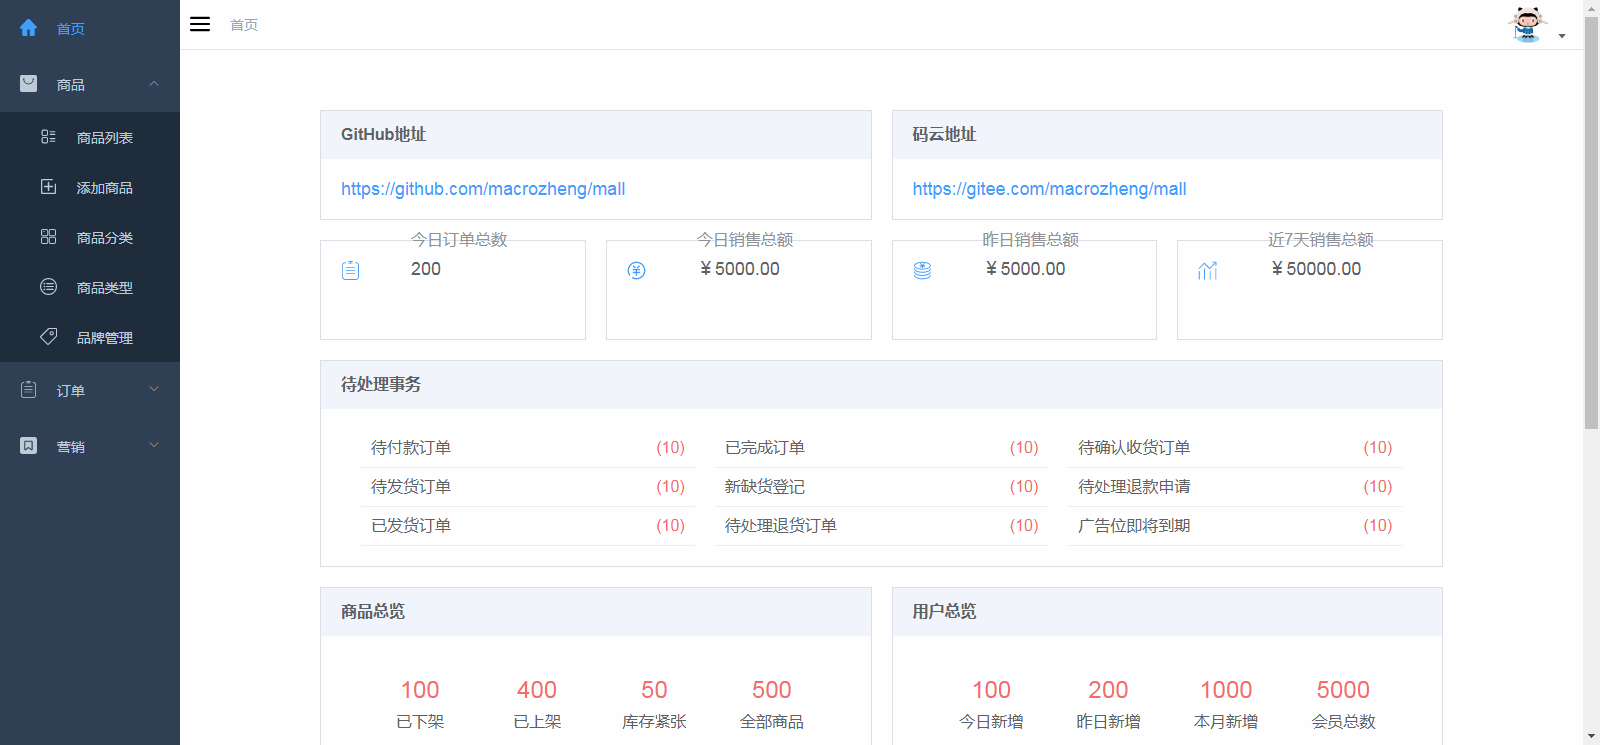 首页
商品
商品列表
添加商品
商品分类
商品类型
品牌管理
订单
营销
首页
GitHub地址
https://github.com/macrozheng/mall
码云地址
https://gitee.com/macrozheng/mall
今日订单总数
200
今日销售总额
￥5000.00
昨日销售总额
￥5000.00
近7天销售总额
￥50000.00
待处理事务
待付款订单 (10) 已完成订单 (10) 待确认收货订单 (10)
待发货订单 (10) 新缺货登记 (10) 待处理退款申请 (10)
已发货订单 (10) 待处理退货订单 (10) 广告位即将到期 (10)
商品总览
100 400 50 500
已下架 已上架 库存紧张 全部商品
用户总览
100 200 1000 5000
今日新增 昨日新增 本月新增 会员总数